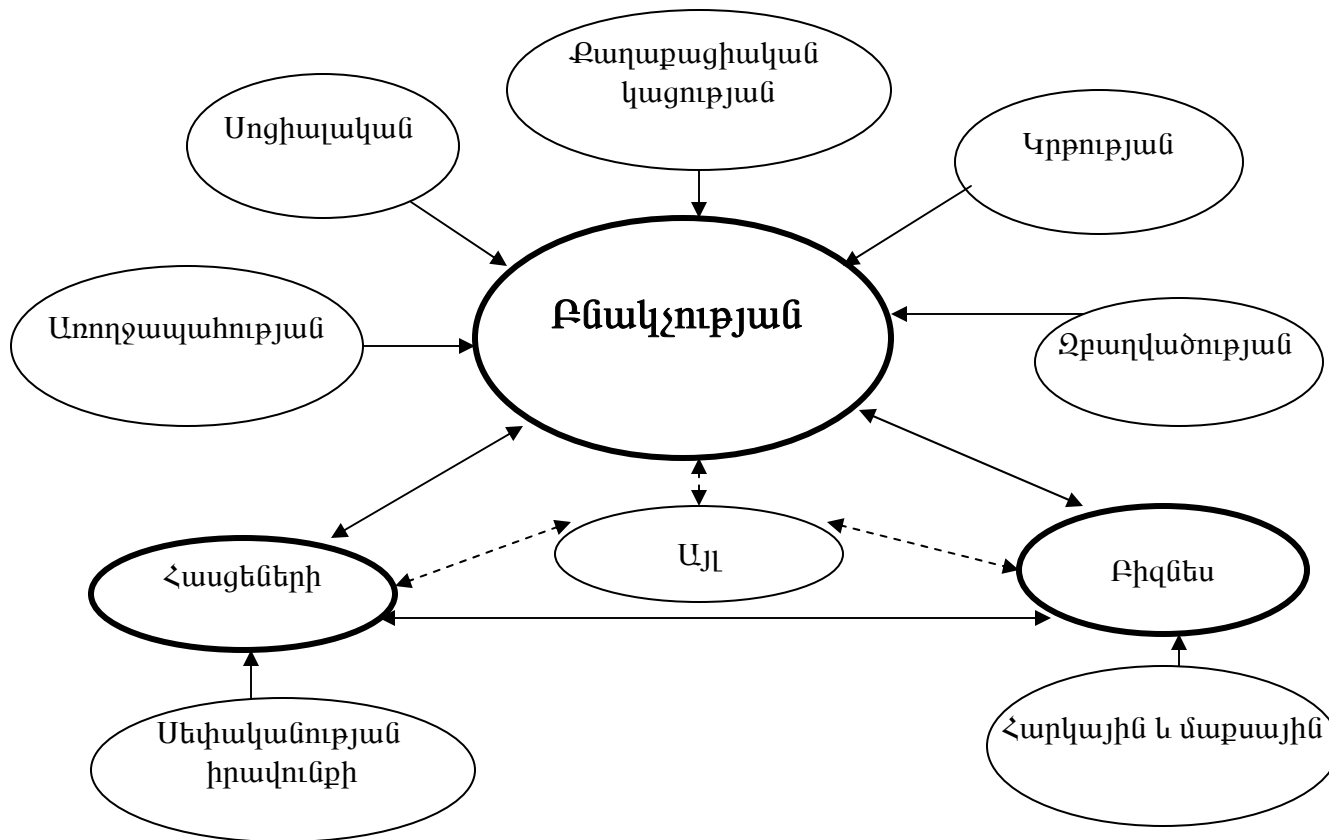 Քաղաքացիական
կացության
Սոցիալական
Կրթության
Բնակչության
Առողջապահության
Զբաղվածության
Հասցեների
Այլ
Բիզնես
Սեփականության
իրավունքի
Հարկային և մաքսային